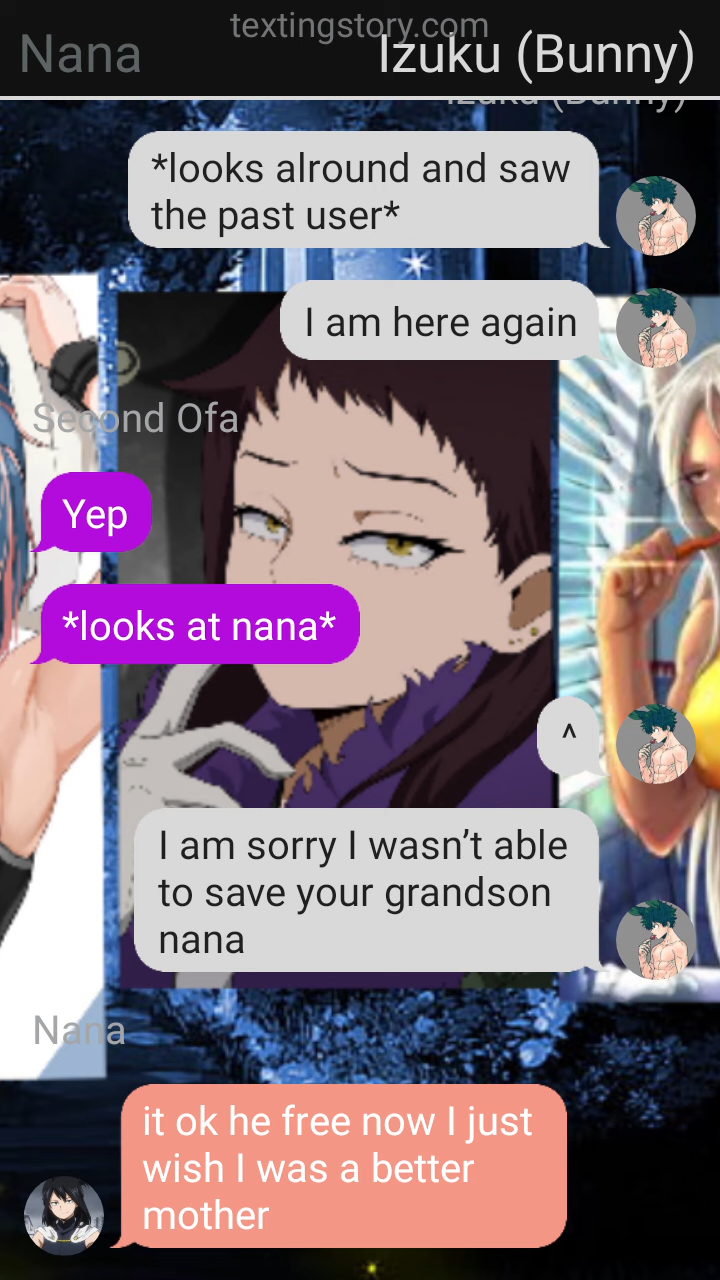 textingstory.com
Nana
Izuku (Bunny)
Izuku (Bunny)
*looks alround and saw
the past user*
I am here again
Second Ofa
Yep
*looks at nana*
^
I am sorry I wasn’t able
to save your grandson
nana
Nana
it ok he free now I just
wish I was a better
mother